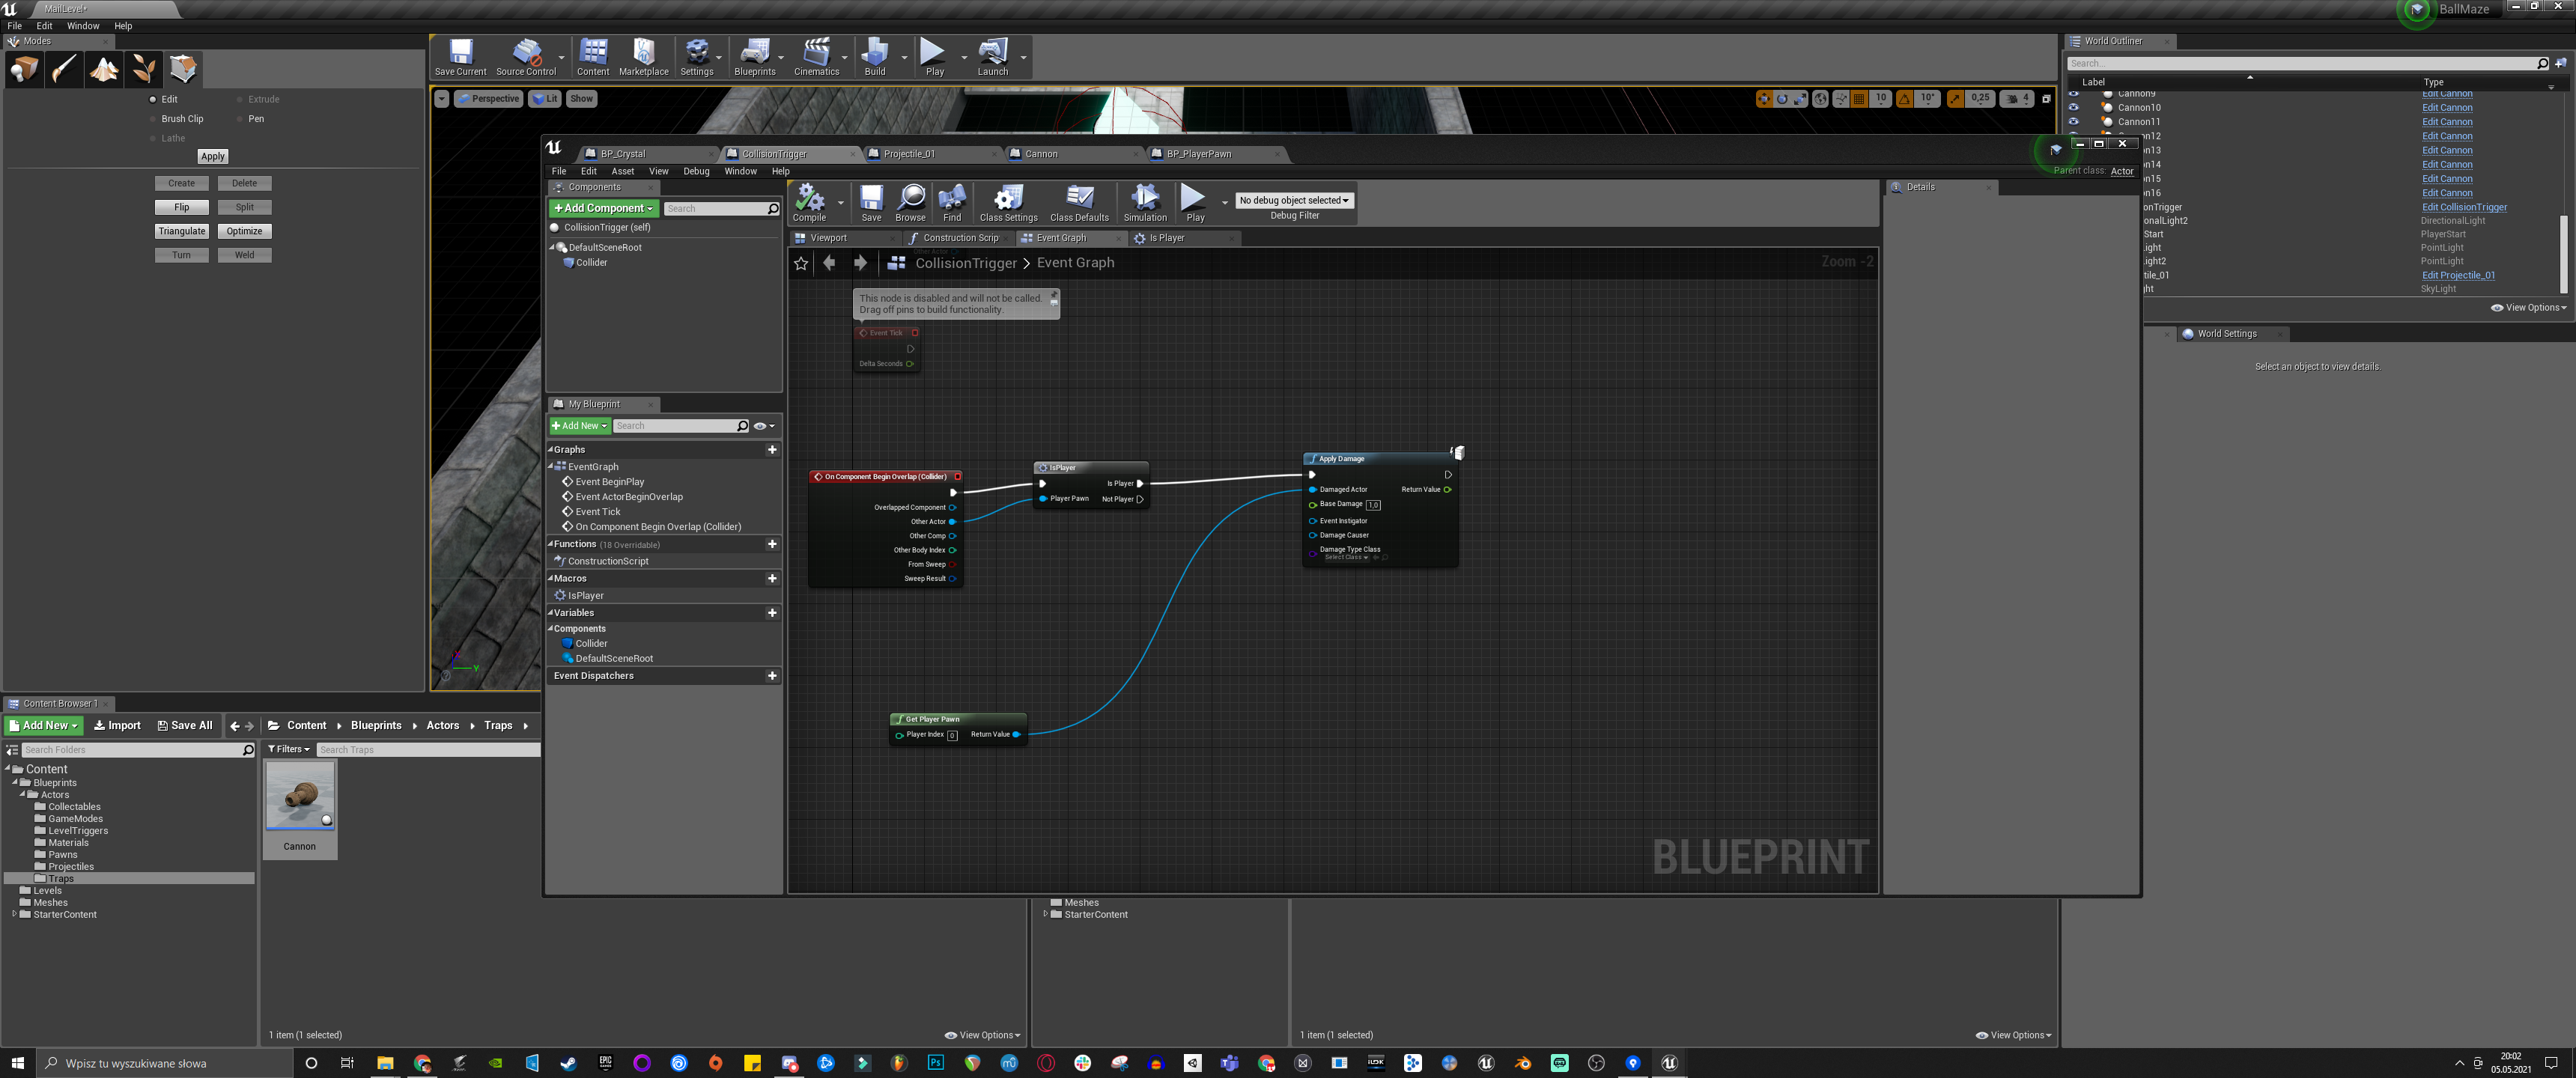 MailLevel*
BallMaze
File Edit Window Help
Modes
World Outliner
Save Current Source Control Content Marketplace Settings Blueprints Cinematics Build Play Launch
Search...
Label Type
Edit Extrude
Brush Clip Pen
Lathe
Apply
Create Delete
Flip Split
Triangulate Optimize
Turn Weld
Perspective Lit Show
10 10° 0,25 4
Cannon9 Edit Cannon
Cannon10 Edit Cannon
Cannon11 Edit Cannon
n12 Edit Cannon
n13 Edit Cannon
n14 Edit Cannon
n15 Edit Cannon
n16 Edit Cannon
onTrigger Edit CollisionTrigger
onalLight2 DirectionalLight
Start PlayerStart
ight PointLight
ight2 PointLight
tile_01 Edit Projectile_01
ght SkyLight
View Options
World Settings
Select an object to view details.
BP_Crystal CollisionTrigger Projectile_01 Cannon BP_PlayerPawn
File Edit Asset View Debug Window Help
Parent class: Actor
Components
+ Add Component Search
CollisionTrigger (self)
DefaultSceneRoot
Collider
Compile Save Browse Find Class Settings Class Defaults Simulation Play
No debug object selected
Debug Filter
Details
Viewport Construction Scrip Event Graph Is Player
CollisionTrigger > Event Graph
Zoom -2
This node is disabled and will not be called.
Drag off pins to build functionality.
Event Tick
Delta Seconds
My Blueprint
+ Add New Search
Graphs
EventGraph
Event BeginPlay
Event ActorBeginOverlap
Event Tick
On Component Begin Overlap (Collider)
Functions (18 Overridable)
ConstructionScript
Macros
IsPlayer
Variables
Components
Collider
DefaultSceneRoot
Event Dispatchers
On Component Begin Overlap (Collider)
Overlapped Component
Other Actor
Other Comp
Other Body Index
From Sweep
Sweep Result
IsPlayer
Is Player
Player Pawn Not Player
Apply Damage
Damaged Actor Return Value
Base Damage 1,0
Event Instigator
Damage Causer
Damage Type Class
Select Class
Get Player Pawn
Player Index 0 Return Value
BLUEPRINT
Content Browser 1
Add New Import Save All Content Blueprints Actors Traps
Search Folders
Filters Search Traps
Content
Blueprints
Actors
Collectables
GameModes
LevelTriggers
Materials
Pawns
Projectiles
Traps
Levels
Meshes
StarterContent
Cannon
1 item (1 selected) View Options
Meshes
StarterContent
1 item (1 selected) View Options
Wpisz tu wyszukiwane słowa
20:02
05.05.2021